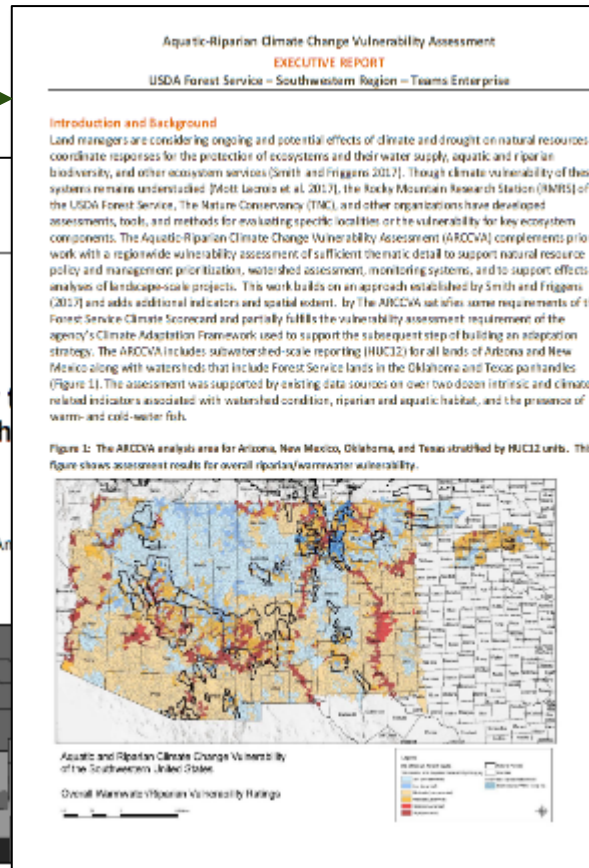 Aquatic-Riparian Climate Change Vulnerability Assessment
EXECUTIVE REPORT
USDA Forest Service – Southwestern Region – Teams Enterprise
Introduction and Background
Land managers are considering ongoing and potential effects of climate and drought on natural resources
coordinate responses for the protection of ecosystems and their water supply, aquatic and riparian
biodiversity, and other ecosystem services (Smith and Friggens 2017). Though climate vulnerability of thes
systems remains understudied (Mott Lacroix et al. 2017), the Rocky Mountain Research Station (RMRS) of
the USDA Forest Service, The Nature Conservancy (TNC), and other organizations have developed
assessments, tools, and methods for evaluating specific localities or the vulnerability for key ecosystem
components. The Aquatic-Riparian Climate Change Vulnerability Assessment (ARCCVA) complements prio
work with a regionwide vulnerability assessment of sufficient thematic detail to support natural resource
policy and management prioritization, watershed assessment, monitoring systems, and to support effects
analyses of landscape-scale projects. This work builds on an approach established by Smith and Friggens
(2017) and adds additional indicators and spatial extent. by The ARCCVA satisfies some requirements of t
Forest Service Climate Scorecard and partially fulfills the vulnerability assessment requirement of the
agency's Climate Adaptation Framework used to support the subsequent step of building an adaptation
strategy. The ARCCVA includes subwatershed-scale reporting (HUC12) for all lands of Arizona and New
Mexico along with watersheds that include Forest Service lands in the Oklahoma and Texas panhandles
(Figure 1). The assessment was supported by existing data sources on over two dozen intrinsic and climate
related indicators associated with watershed condition, riparian and aquatic habitat, and the presence of
warm- and cold-water fish.
Figure 1: The ARCCVA analysis area for Arizona, New Mexico, Oklahoma, and Texas stratified by HUC12 units. Thi
figure shows assessment results for overall riparian/warmwater vulnerability.
Aquatic and Riparian Climate Change Vulnerability
of the Southwestern United States
Overall Warmwater/Riparian Vulnerability Ratings